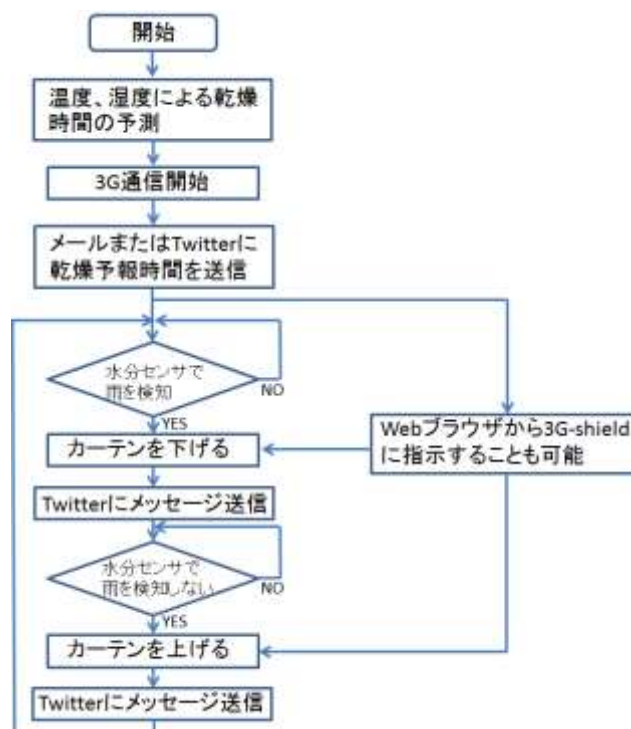 開始
温度、湿度による乾燥
時間の予測
3G通信開始
メールまたはTwitterに
乾燥予報時間を送信
水分センサで
雨を検知
NO
YES
カーテンを下げる
Webブラウザから3G-shield
に指示することも可能
Twitterにメッセージ送信
水分センサで
雨を検知しない
NO
YES
カーテンを上げる
Twitterにメッセージ送信